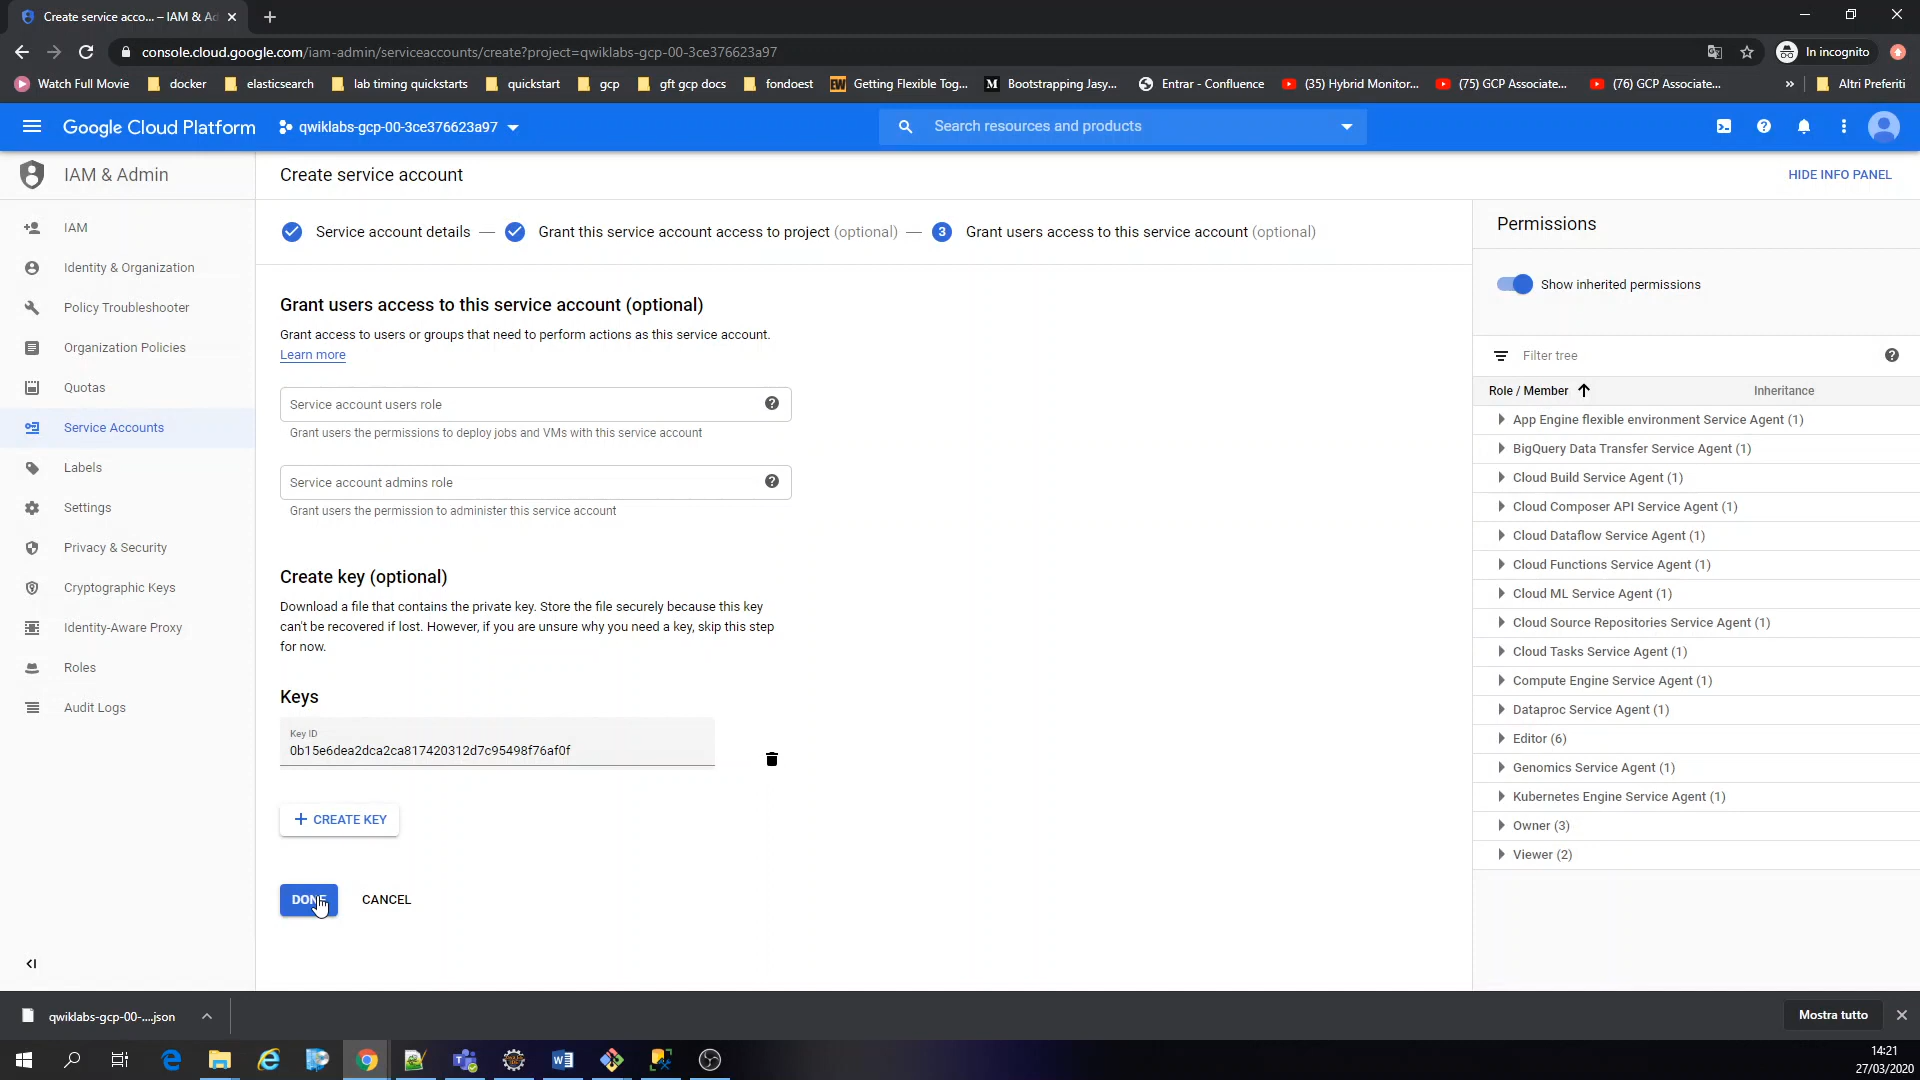 Create service acco... – IAM & Ad
console.cloud.google.com/iam-admin/serviceaccounts/create?project=qwiklabs-gcp-00-3ce376623a97
In incognito
Watch Full Movie
docker
elasticsearch
lab timing quickstarts
quickstart
gcp
gft gcp docs
fondoest
Getting Flexible Tog...
Bootstrapping Jasy...
Entrar - Confluence
(35) Hybrid Monitor...
(75) GCP Associate...
(76) GCP Associate...
»
Altri Preferiti
Google Cloud Platform
qwiklabs-gcp-00-3ce376623a97
Search resources and products
IAM & Admin
Create service account
HIDE INFO PANEL
IAM
Identity & Organization
Policy Troubleshooter
Organization Policies
Quotas
Service Accounts
Labels
Settings
Privacy & Security
Cryptographic Keys
Identity-Aware Proxy
Roles
Audit Logs
Service account details — Grant this service account access to project (optional) — 3 Grant users access to this service account (optional)
Grant users access to this service account (optional)
Grant access to users or groups that need to perform actions as this service account.
Learn more
Service account users role
Grant users the permissions to deploy jobs and VMs with this service account
Service account admins role
Grant users the permission to administer this service account
Create key (optional)
Download a file that contains the private key. Store the file securely because this key
can't be recovered if lost. However, if you are unsure why you need a key, skip this step
for now.
Keys
Key ID
0b15e6dea2dca2ca817420312d7c95498f76af0f
+ CREATE KEY
DONE
CANCEL
Permissions
Show inherited permissions
Filter tree
Role / Member
Inheritance
App Engine flexible environment Service Agent (1)
BigQuery Data Transfer Service Agent (1)
Cloud Build Service Agent (1)
Cloud Composer API Service Agent (1)
Cloud Dataflow Service Agent (1)
Cloud Functions Service Agent (1)
Cloud ML Service Agent (1)
Cloud Source Repositories Service Agent (1)
Cloud Tasks Service Agent (1)
Compute Engine Service Agent (1)
Dataproc Service Agent (1)
Editor (6)
Genomics Service Agent (1)
Kubernetes Engine Service Agent (1)
Owner (3)
Viewer (2)
qwiklabs-gcp-00-....json
Mostra tutto
14:21
27/03/2020